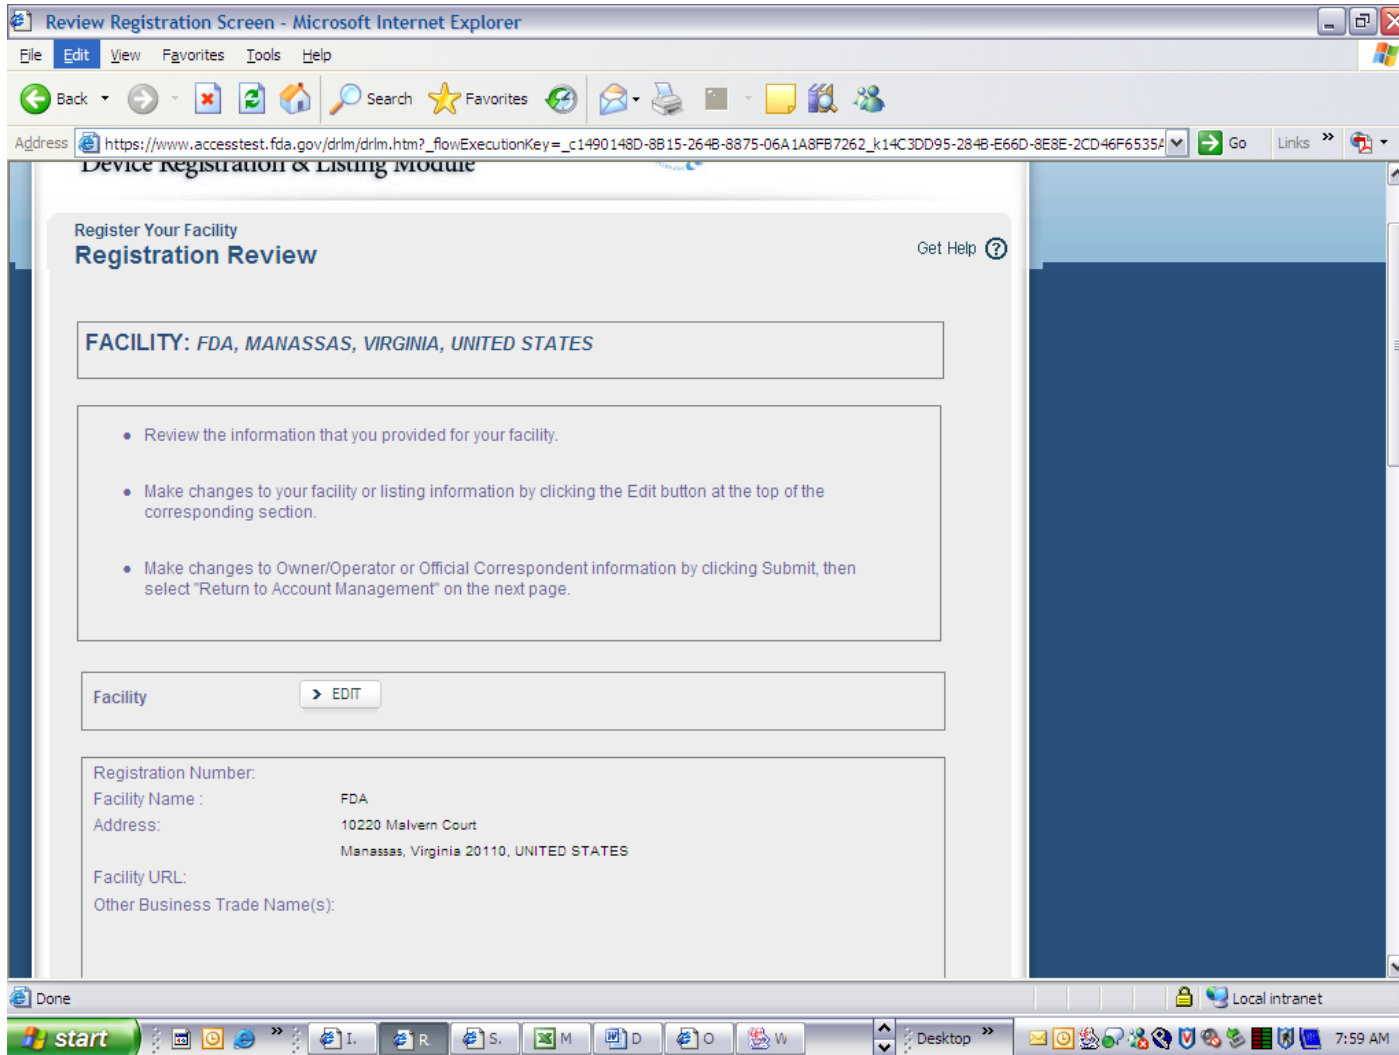 Review Registration Screen - Microsoft Internet Explorer
File Edit View Favorites Tools Help
Back Search Favorites
Address https://www.accesstest.fda.gov/drlm/drlm.htm?_flowExecutionKey=_c1490148D-8B15-264B-8875-06A1A8FB7262_k14C3DD95-284B-E66D-8E8E-2CD46F6535A Go Links »
Device Registration & Listing Module
Register Your Facility
Registration Review
Get Help ?
FACILITY: FDA, MANASSAS, VIRGINIA, UNITED STATES
• Review the information that you provided for your facility.
• Make changes to your facility or listing information by clicking the Edit button at the top of the
corresponding section.
• Make changes to Owner/Operator or Official Correspondent information by clicking Submit, then
select "Return to Account Management" on the next page.
Facility > EDIT
Registration Number:
Facility Name : FDA
Address: 10220 Malvern Court
Manassas, Virginia 20110, UNITED STATES
Facility URL:
Other Business Trade Name(s):
Done Local intranet
start » I. R S. M D O W Desktop » 7:59 AM